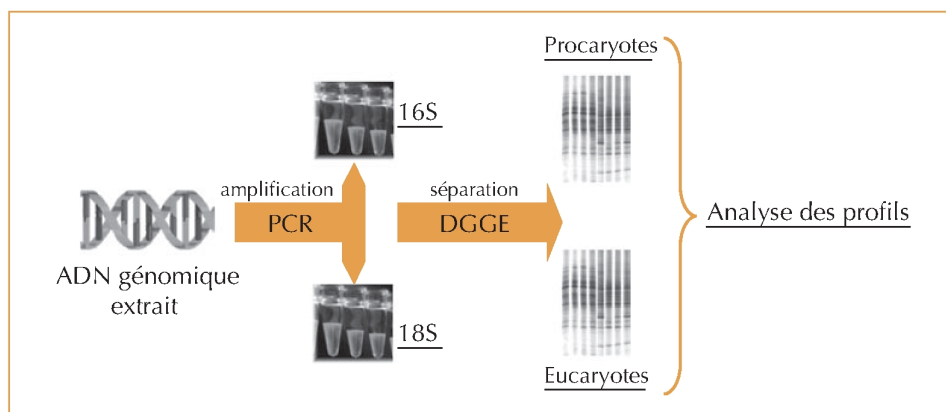 Procaryotes
16S
amplification
PCR
séparation
DGGE
Analyse des profils
ADN génomique
extrait
18S
Eucaryotes